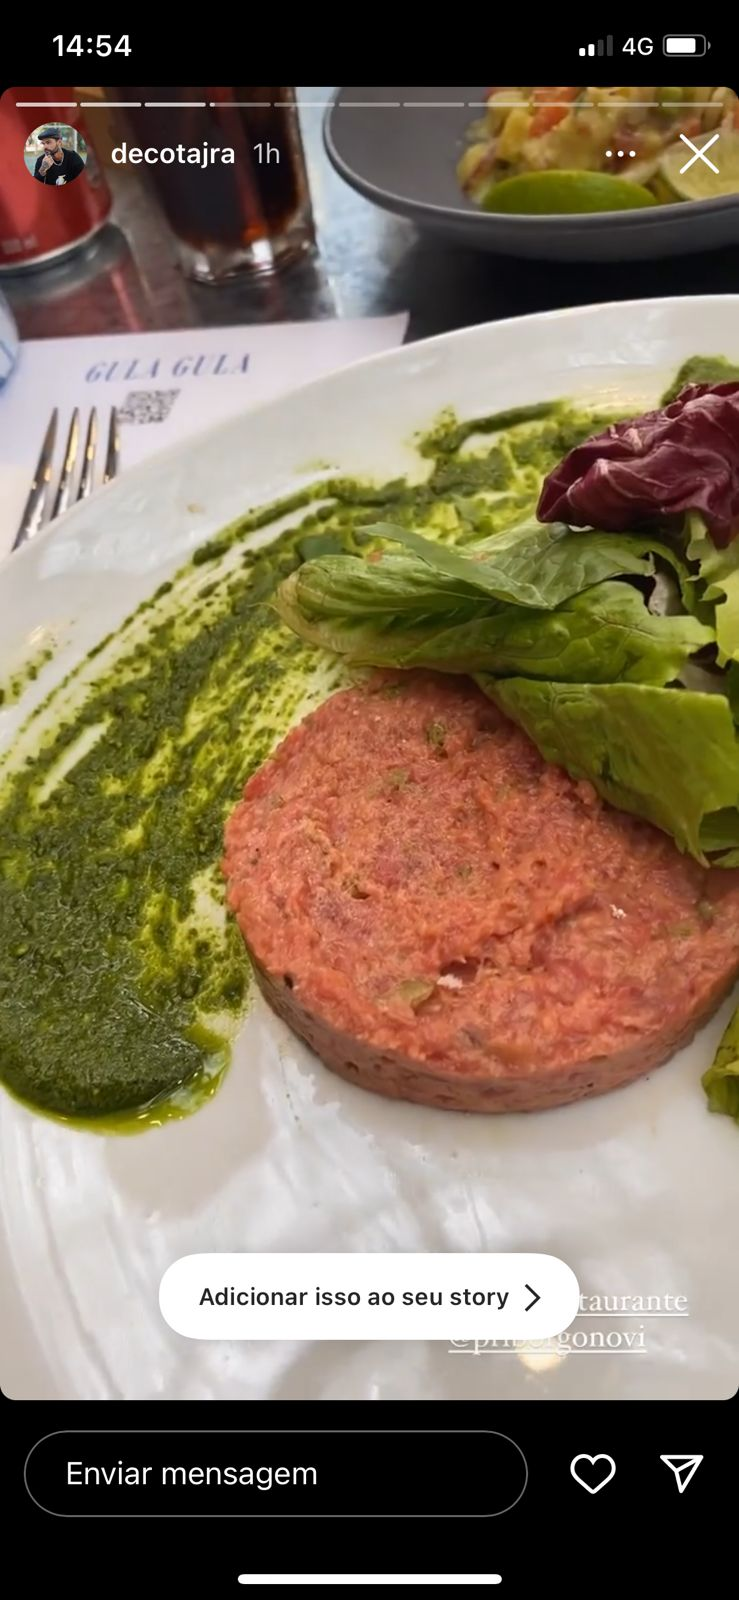 14:54
4G
decotajra 1h
GULA GULA
Adicionar isso ao seu story
Enviar mensagem